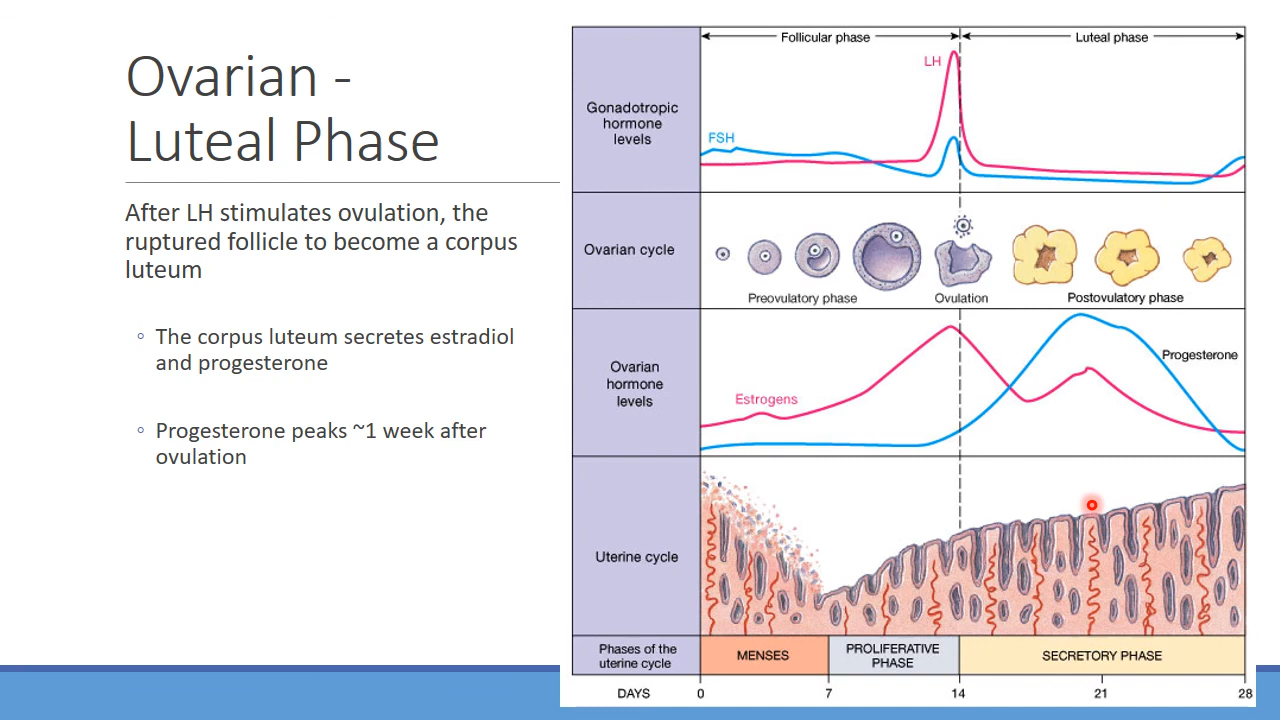 Ovarian -
Luteal Phase
After LH stimulates ovulation, the
ruptured follicle to become a corpus
luteum
◦ The corpus luteum secretes estradiol
and progesterone
◦ Progesterone peaks ~1 week after
ovulation
Follicular phase
Luteal phase
Gonadotropic
hormone
levels
LH
FSH
Ovarian cycle
Preovulatory phase
Ovulation
Postovulatory phase
Ovarian
hormone
levels
Estrogens
Progesterone
Uterine cycle
Phases of the
uterine cycle
MENSES
PROLIFERATIVE
PHASE
SECRETORY PHASE
DAYS 0 7 14 21 28